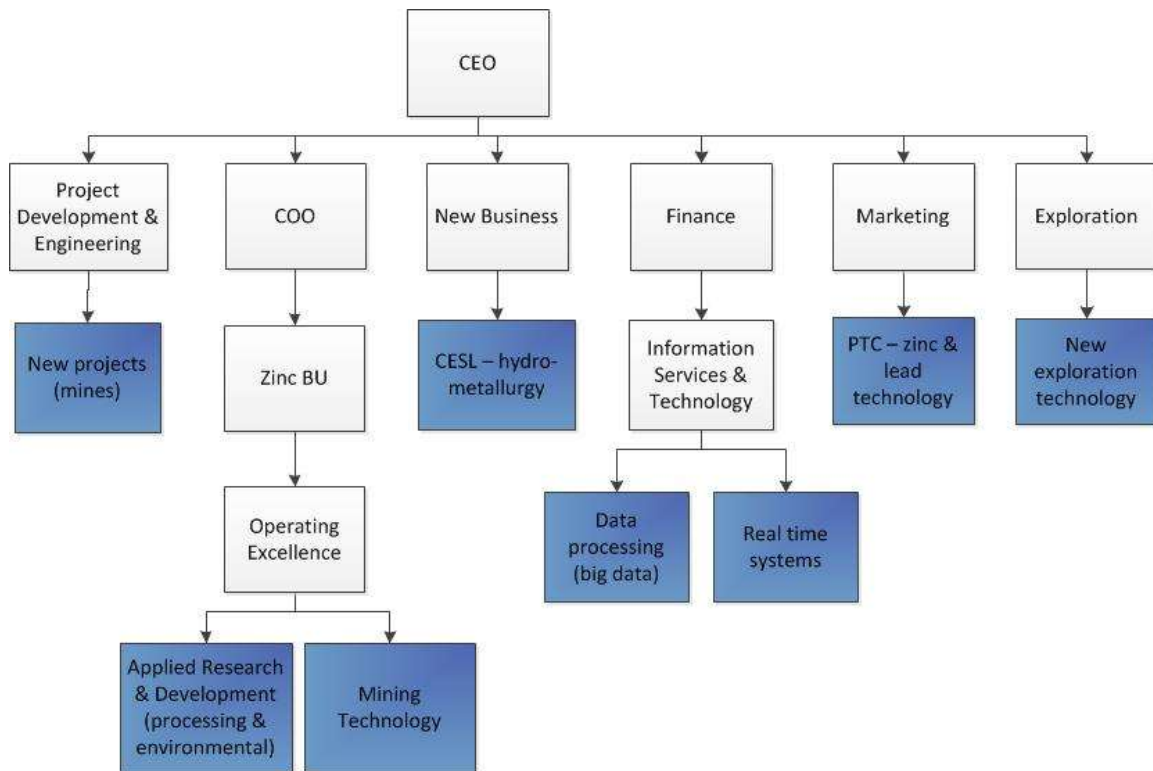 CEO
Project
Development &
Engineering
COO
New Business
Finance
Marketing
Exploration
New projects
(mines)
Zinc BU
CESL – hydro-
metallurgy
Information
Services &
Technology
PTC – zinc &
lead
technology
New
exploration
technology
Operating
Excellence
Data
processing
(big data)
Real time
systems
Applied Research
& Development
(processing &
environmental)
Mining
Technology